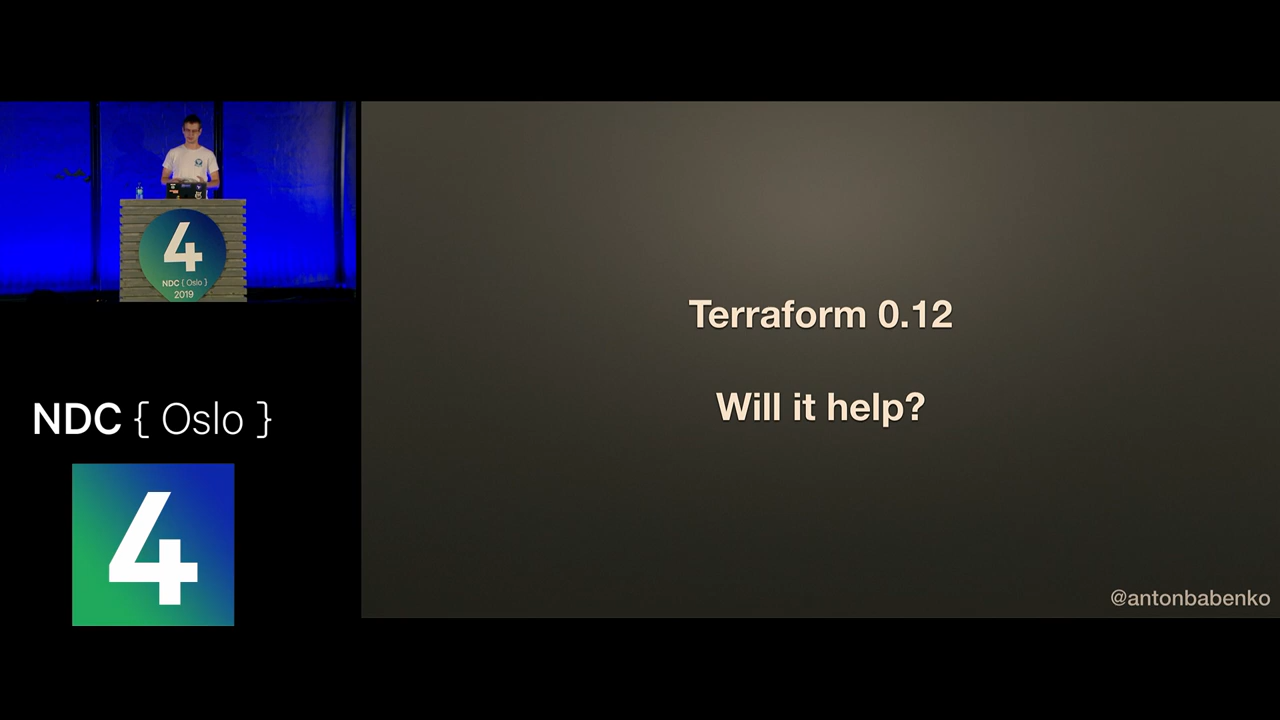 4
NDC { Oslo }
2019
NDC { Oslo }
4
Terraform 0.12
Will it help?
@antonbabenko